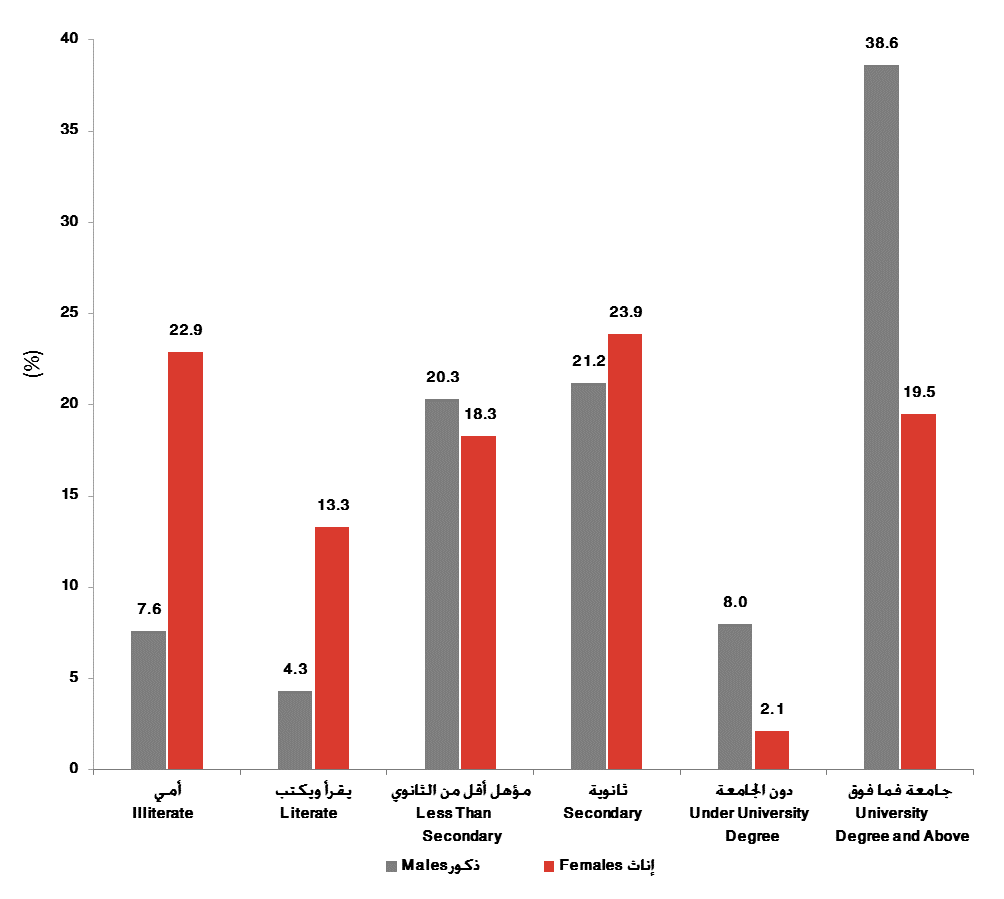 40
35
30
25
20
15
10
5
0
(%)
7.6
22.9
4.3
13.3
20.3
18.3
21.2
23.9
8.0
2.1
38.6
19.5
أمي
Illiterate
يقرأ ويكتب
Literate
مؤهل أقل من الثانوي
Less Than
Secondary
ثانوية
Secondary
دون الجامعة
Under University
Degree
جامعة فما فوق
University
Degree and Above
Males ذكور
Females إناث